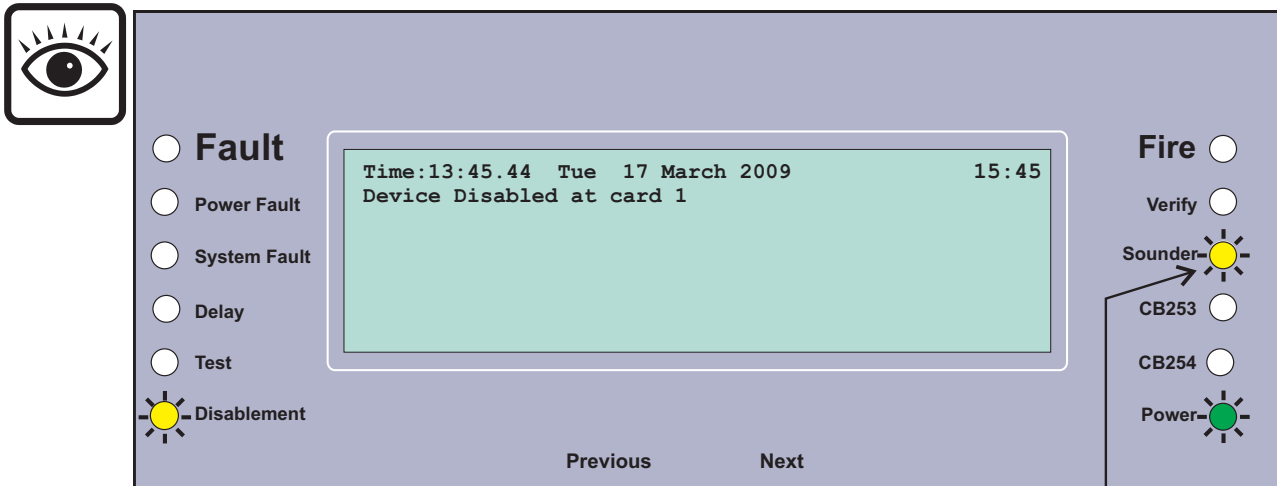 Fault
Power Fault
System Fault
Delay
Test
Disablement
Time:13:45.44 Tue 17 March 2009 15:45
Device Disabled at card 1
Previous Next
Fire
Verify
Sounder
CB253
CB254
Power